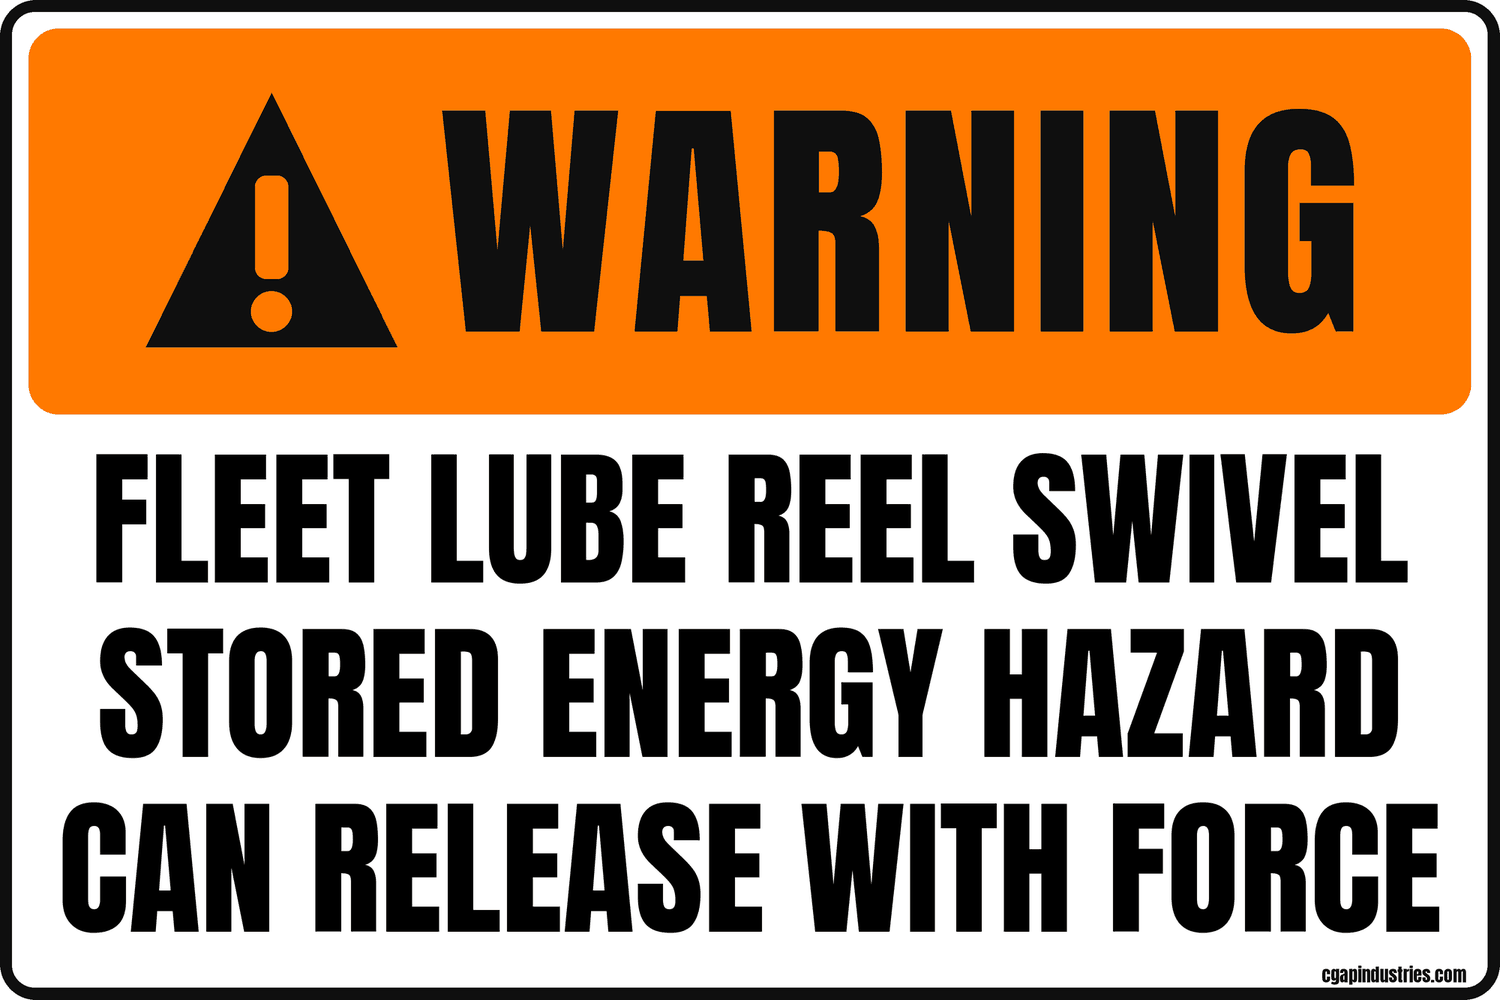 WARNING
FLEET LUBE REEL SWIVEL
STORED ENERGY HAZARD
CAN RELEASE WITH FORCE
cgapindustries.com